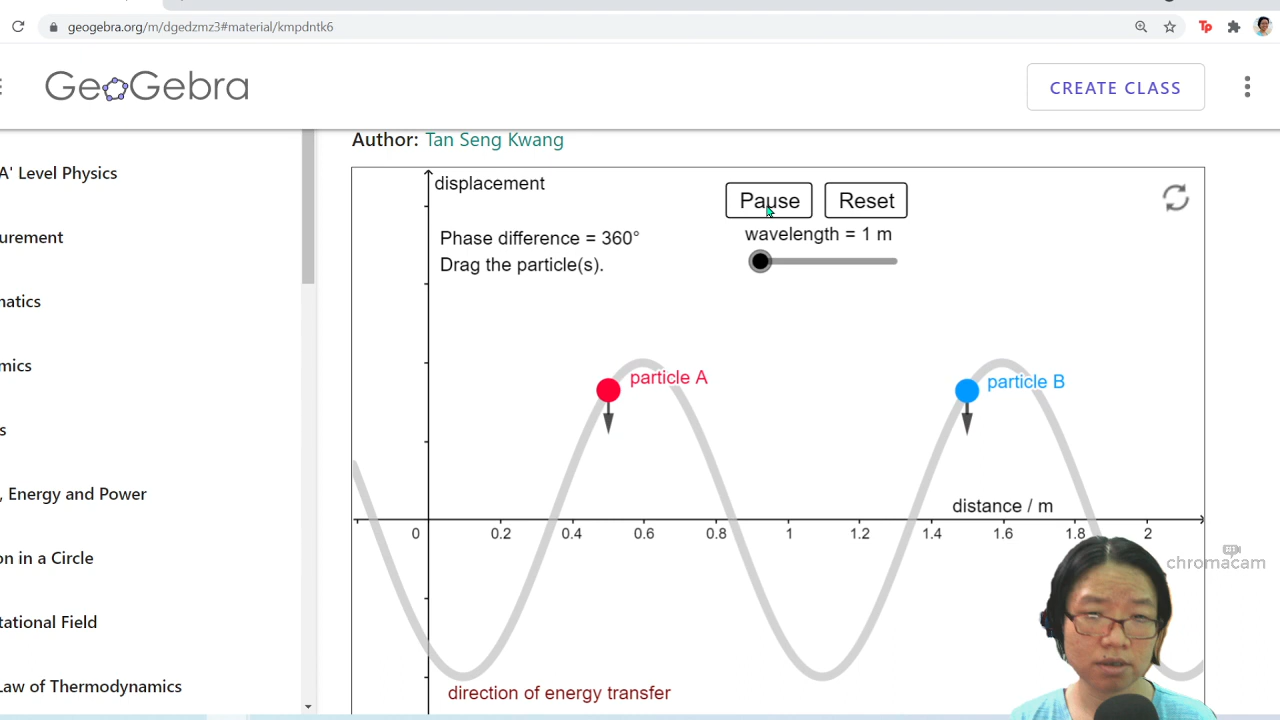 geogebra.org/m/dgedzmz3#material/kmpdntk6
Tp
GeoGebra
CREATE CLASS
Author: Tan Seng Kwang
A' Level Physics
urement
natics
mics
s
, Energy and Power
on in a Circle
tational Field
Law of Thermodynamics
displacement
Pause
Reset
wavelength = 1 m
Phase difference = 360°
Drag the particle(s).
particle A
particle B
distance / m
0 0.2 0.4 0.6 0.8 1 1.2 1.4 1.6 1.8 2
direction of energy transfer
chromacam